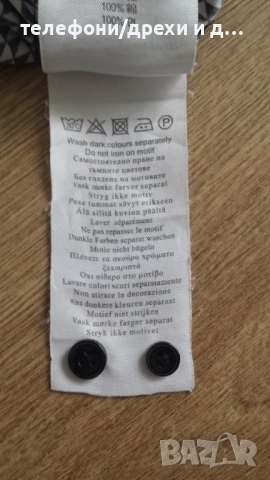 телефони/дрехи и д...
100%
100%
P
Wash dark colours separately
Do not iron on motif
Самостоятелно пране на
тъмните цветове
Без гладене на мотивите
Vask mørke farver separat
Stryg ikke motiv
Pese tummat sävyt erikseen
Älä silitä kuvion päältä
Laver séparément
Ne pas repasser le motif
Dunkle Farben separat waschen
Motiv nicht bügeln
Πλένετε τα σκούρα χρώματα
ξεχωριστά
Όχι σίδερο στο μοτίβο
Lavare colori scuri separatamente
Non stirare la decorazione
was donkere kleuren separat
Motief niet strijken
Vask mørke farger separat
Stryk ikke motivet
bazar